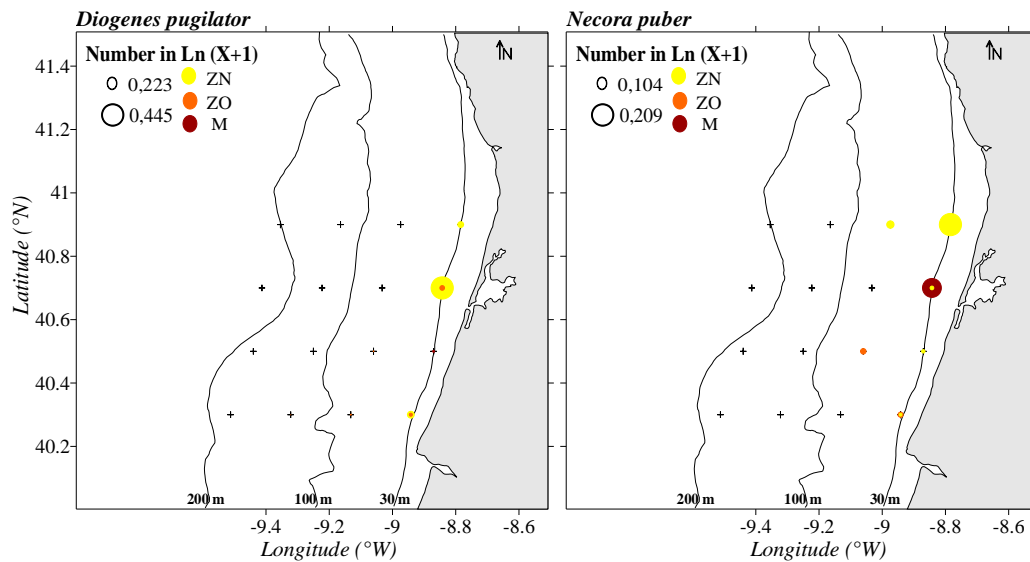 Diogenes pugilator
Number in Ln (X+1)
0,223
0,445
ZN
ZO
M
N
41.4
41.2
41
40.8
40.6
40.4
40.2
Latitude (°N)
200 m
100 m
30 m
-9.4
-9.2
-9
-8.8
-8.6
Longitude (°W)
Necora puber
Number in Ln (X+1)
0,104
0,209
ZN
ZO
M
N
200 m
100 m
30 m
-9.4
-9.2
-9
-8.8
-8.6
Longitude (°W)